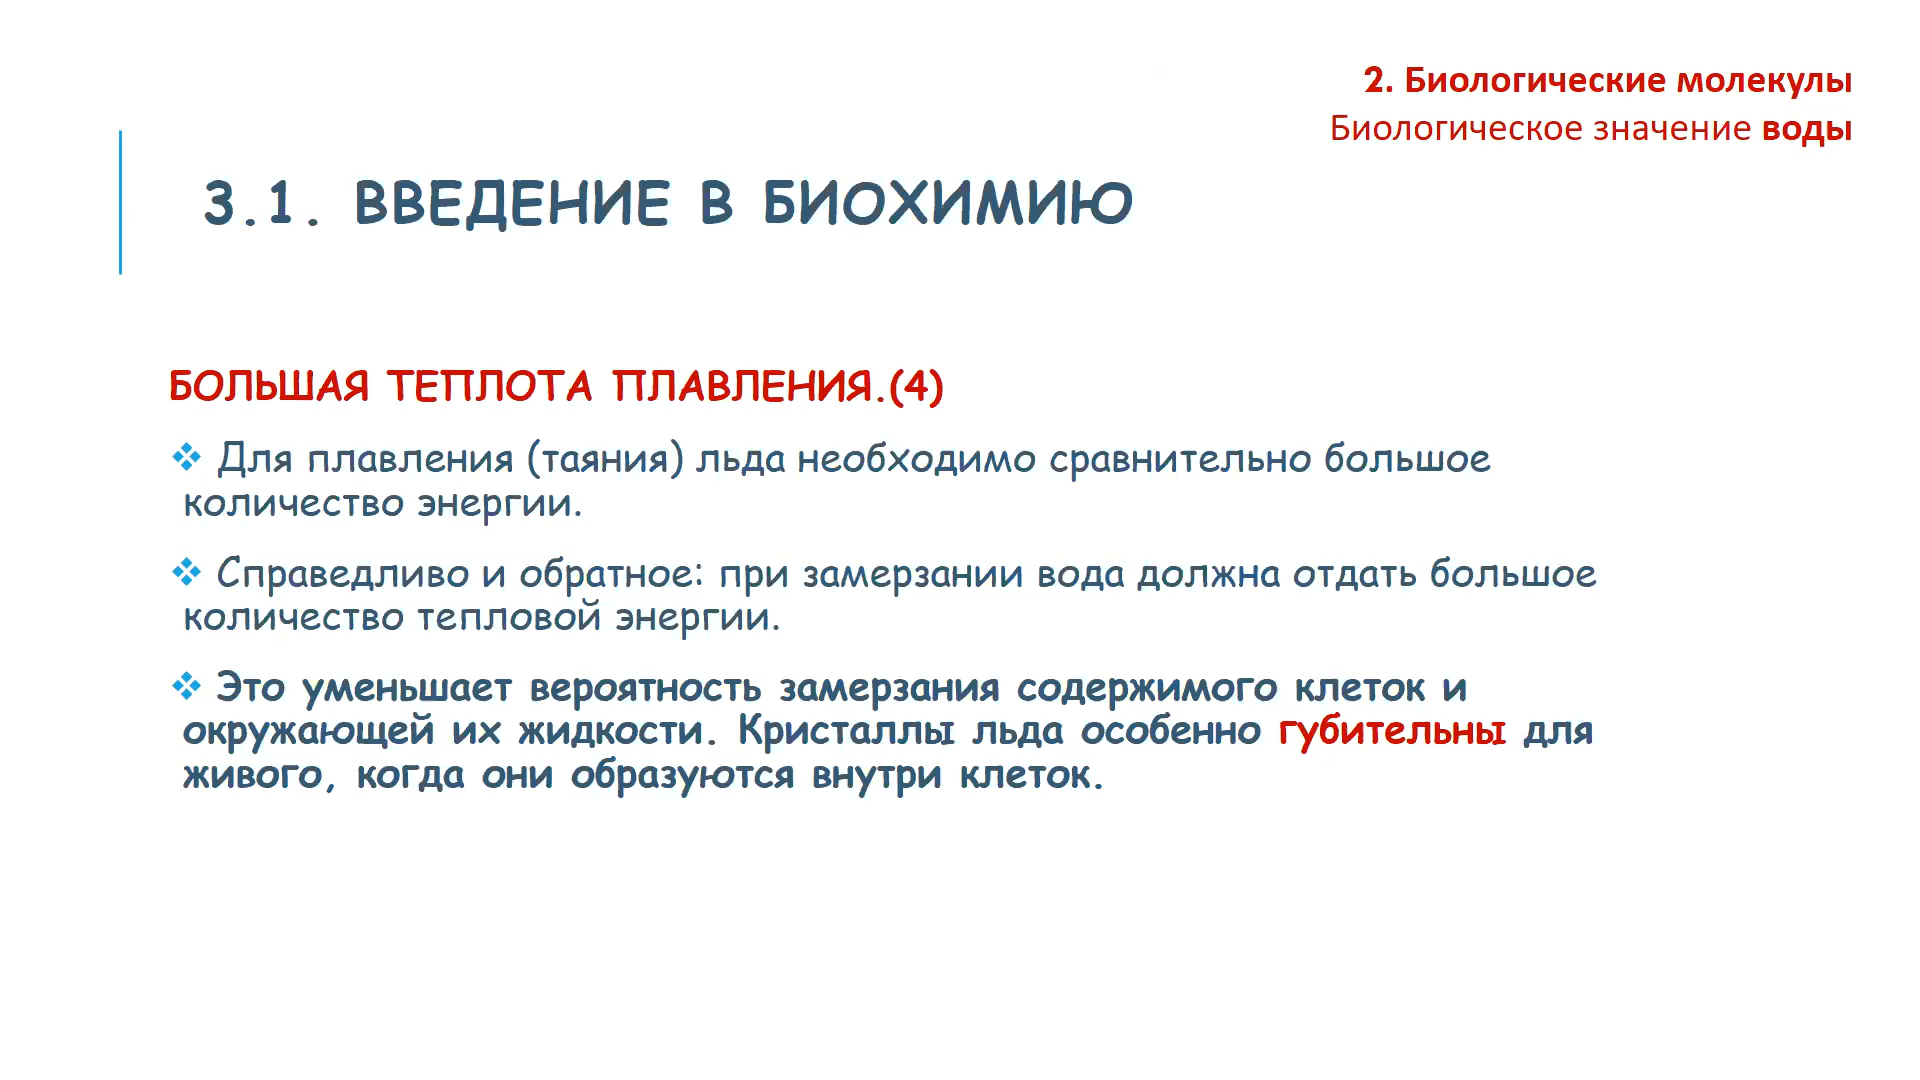 2. Биологические молекулы
Биологическое значение воды
3.1. ВВЕДЕНИЕ В БИОХИМИЮ
БОЛЬШАЯ ТЕПЛОТА ПЛАВЛЕНИЯ.(4)
❖ Для плавления (таяния) льда необходимо сравнительно большое
количество энергии.
❖ Справедливо и обратное: при замерзании вода должна отдать большое
количество тепловой энергии.
❖ Это уменьшает вероятность замерзания содержимого клеток и
окружающей их жидкости. Кристаллы льда особенно губительны для
живого, когда они образуются внутри клеток.